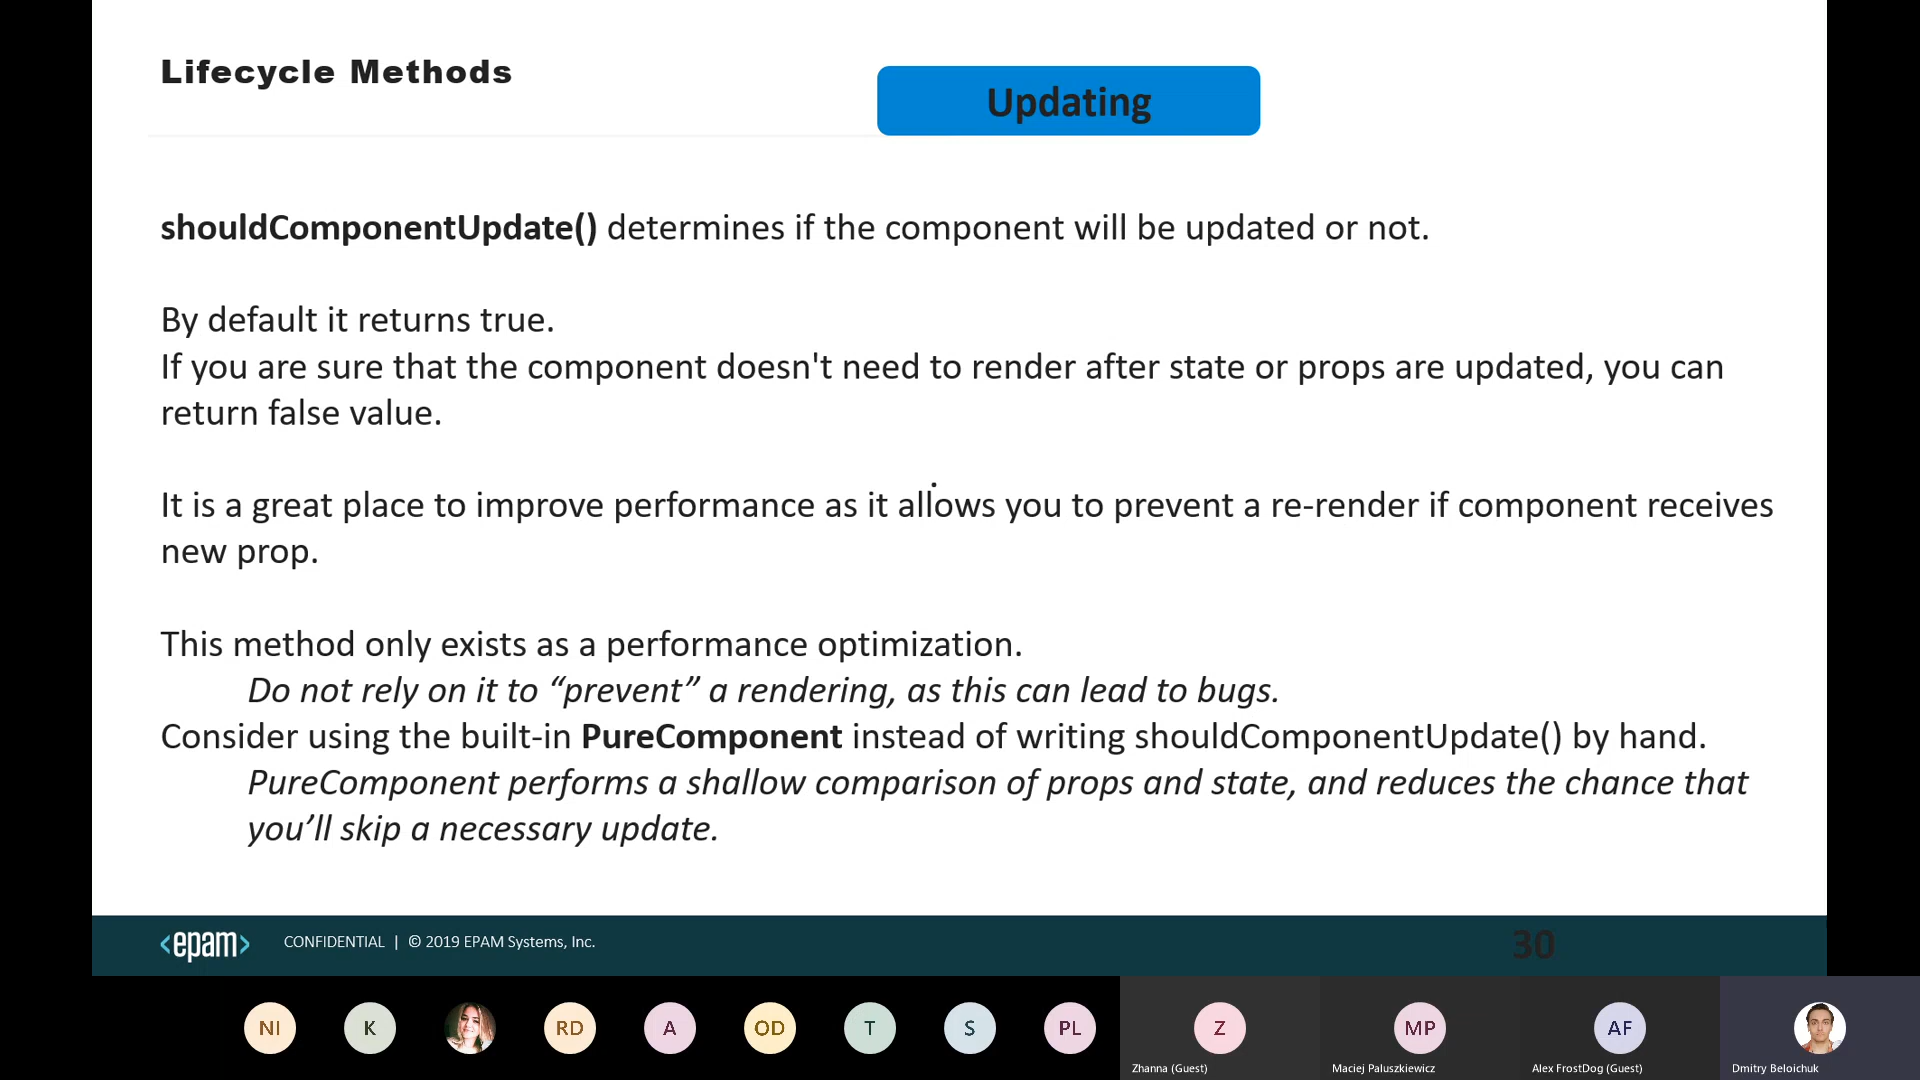 Lifecycle Methods
Updating
shouldComponentUpdate() determines if the component will be updated or not.
By default it returns true.
If you are sure that the component doesn't need to render after state or props are updated, you can
return false value.
It is a great place to improve performance as it allows you to prevent a re-render if component receives
new prop.
This method only exists as a performance optimization.
Do not rely on it to “prevent” a rendering, as this can lead to bugs.
Consider using the built-in PureComponent instead of writing shouldComponentUpdate() by hand.
PureComponent performs a shallow comparison of props and state, and reduces the chance that
you’ll skip a necessary update.
<epam> CONFIDENTIAL | © 2019 EPAM Systems, Inc. 30
NI K RD A OD T S PL Z MP AF
Zhanna (Guest) Maciej Paluszkiewicz Alex FrostDog (Guest) Dmitry Beloichuk